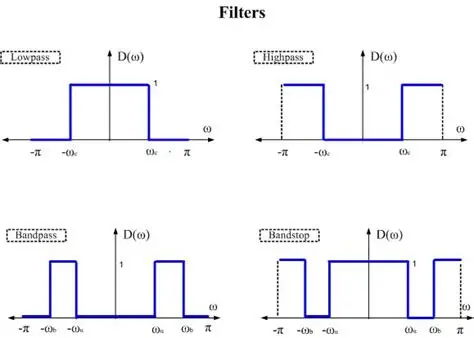 Filters
Lowpass
D(ω)
1
ω
-π
-ωc
ωc
π
Highpass
D(ω)
1
ω
-π
-ωc
ωc
π
Bandpass
D(ω)
1
ω
-π
-ωb
-ωa
ωa
ωb
π
Bandstop
D(ω)
1
ω
-π
-ωb
-ωa
ωa
ωb
π